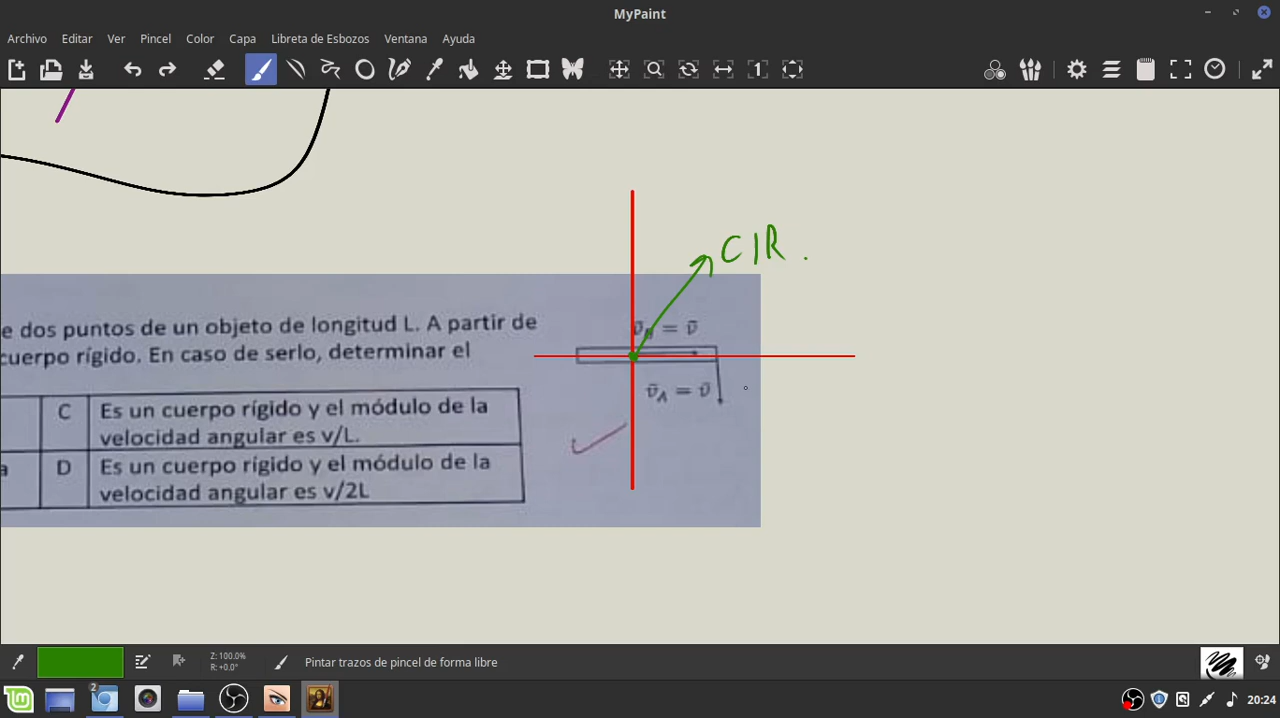 MyPaint
Archivo Editar Ver Pincel Color Capa Libreta de Esbozos Ventana Ayuda
CIR.
e dos puntos de un objeto de longitud L. A partir de
cuerpo rígido. En caso de serlo, determinar el
v̄B = v̄
v̄A = v̄
C Es un cuerpo rígido y el módulo de la
velocidad angular es v/L.
a D Es un cuerpo rígido y el módulo de la
velocidad angular es v/2L
Z: 100.0%
R: +0.0°
Pintar trazos de pincel de forma libre
2
20:24